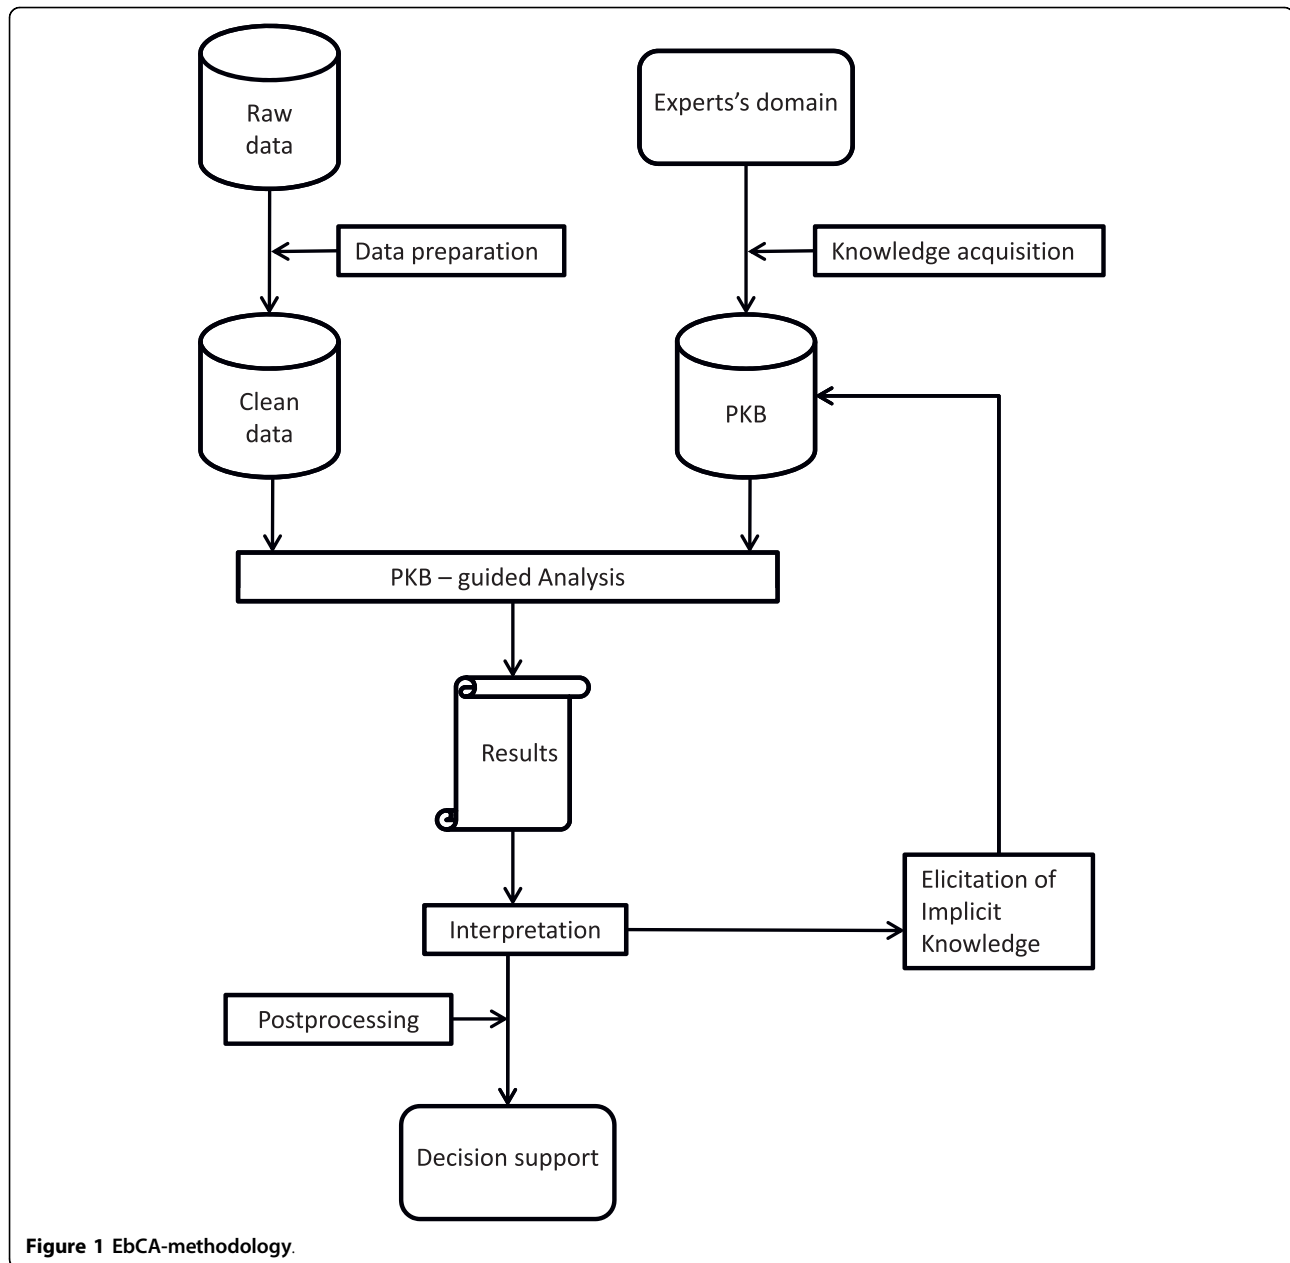 Raw
data
Experts's domain
Data preparation
Knowledge acquisition
Clean
data
PKB
PKB – guided Analysis
Results
Elicitation of
Implicit
Knowledge
Interpretation
Postprocessing
Decision support
Figure 1 EbCA-methodology.